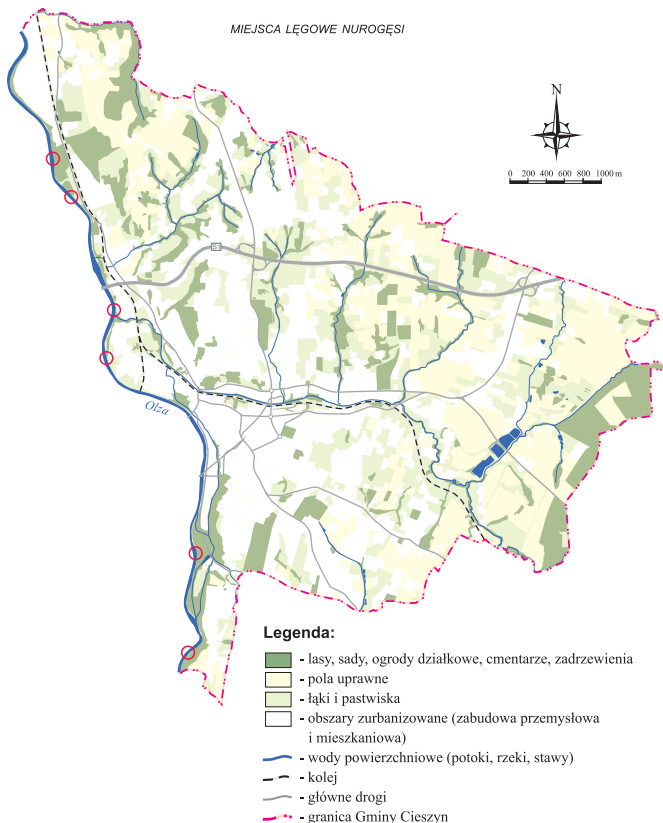 MIEJSCA LĘGOWE NUROGĘSI
N
0 200 400 600 800 1000 m
S1
Olza
Legenda:
- lasy, sady, ogrody działkowe, cmentarze, zadrzewienia
- pola uprawne
- łąki i pastwiska
- obszary zurbanizowane (zabudowa przemysłowa
i mieszkaniowa)
- wody powierzchniowe (potoki, rzeki, stawy)
- kolej
- główne drogi
- granica Gminy Cieszyn